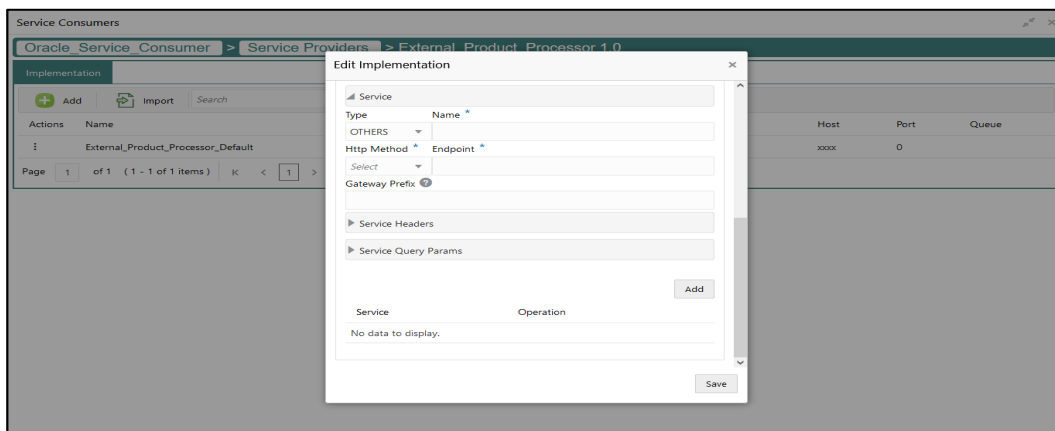 Service Consumers
Oracle_Service_Consumer > Service Providers > External_Product_Processor 1.0
Implementation
Add Import Search
Actions Name Host Port Queue
External_Product_Processor_Default xxxx 0
Page 1 of 1 (1 - 1 of 1 items) K < 1 >
Edit Implementation
Service
Type Name *
OTHERS
Http Method * Endpoint *
Select
Gateway Prefix ?
Service Headers
Service Query Params
Add
Service Operation
No data to display.
Save